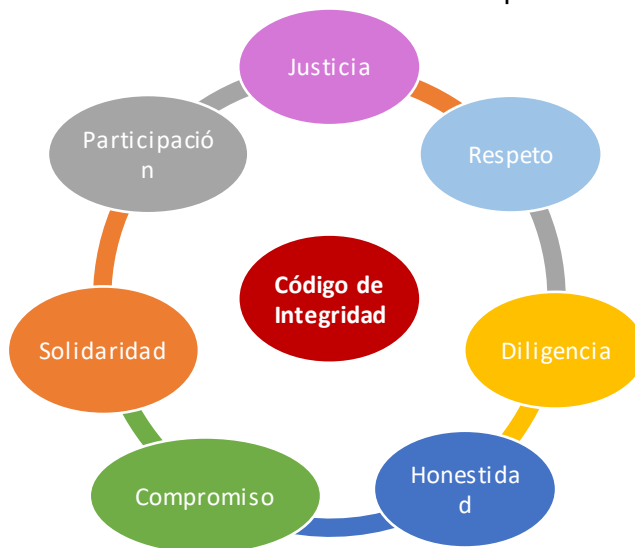 Justicia
Respeto
Diligencia
Honestida
d
Compromiso
Solidaridad
Participació
n
Código de
Integridad